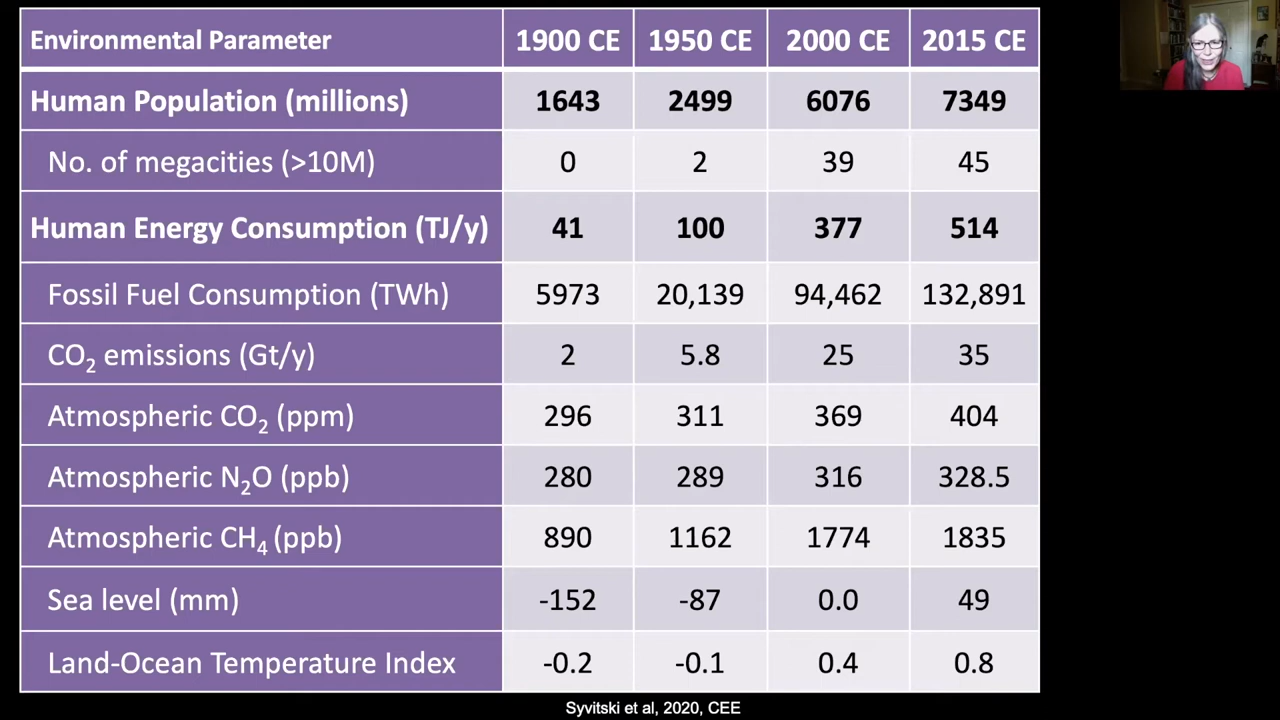 Environmental Parameter 1900 CE 1950 CE 2000 CE 2015 CE
Human Population (millions) 1643 2499 6076 7349
No. of megacities (>10M) 0 2 39 45
Human Energy Consumption (TJ/y) 41 100 377 514
Fossil Fuel Consumption (TWh) 5973 20,139 94,462 132,891
CO₂ emissions (Gt/y) 2 5.8 25 35
Atmospheric CO₂ (ppm) 296 311 369 404
Atmospheric N₂O (ppb) 280 289 316 328.5
Atmospheric CH₄ (ppb) 890 1162 1774 1835
Sea level (mm) -152 -87 0.0 49
Land-Ocean Temperature Index -0.2 -0.1 0.4 0.8
Syvitski et al, 2020, CEE